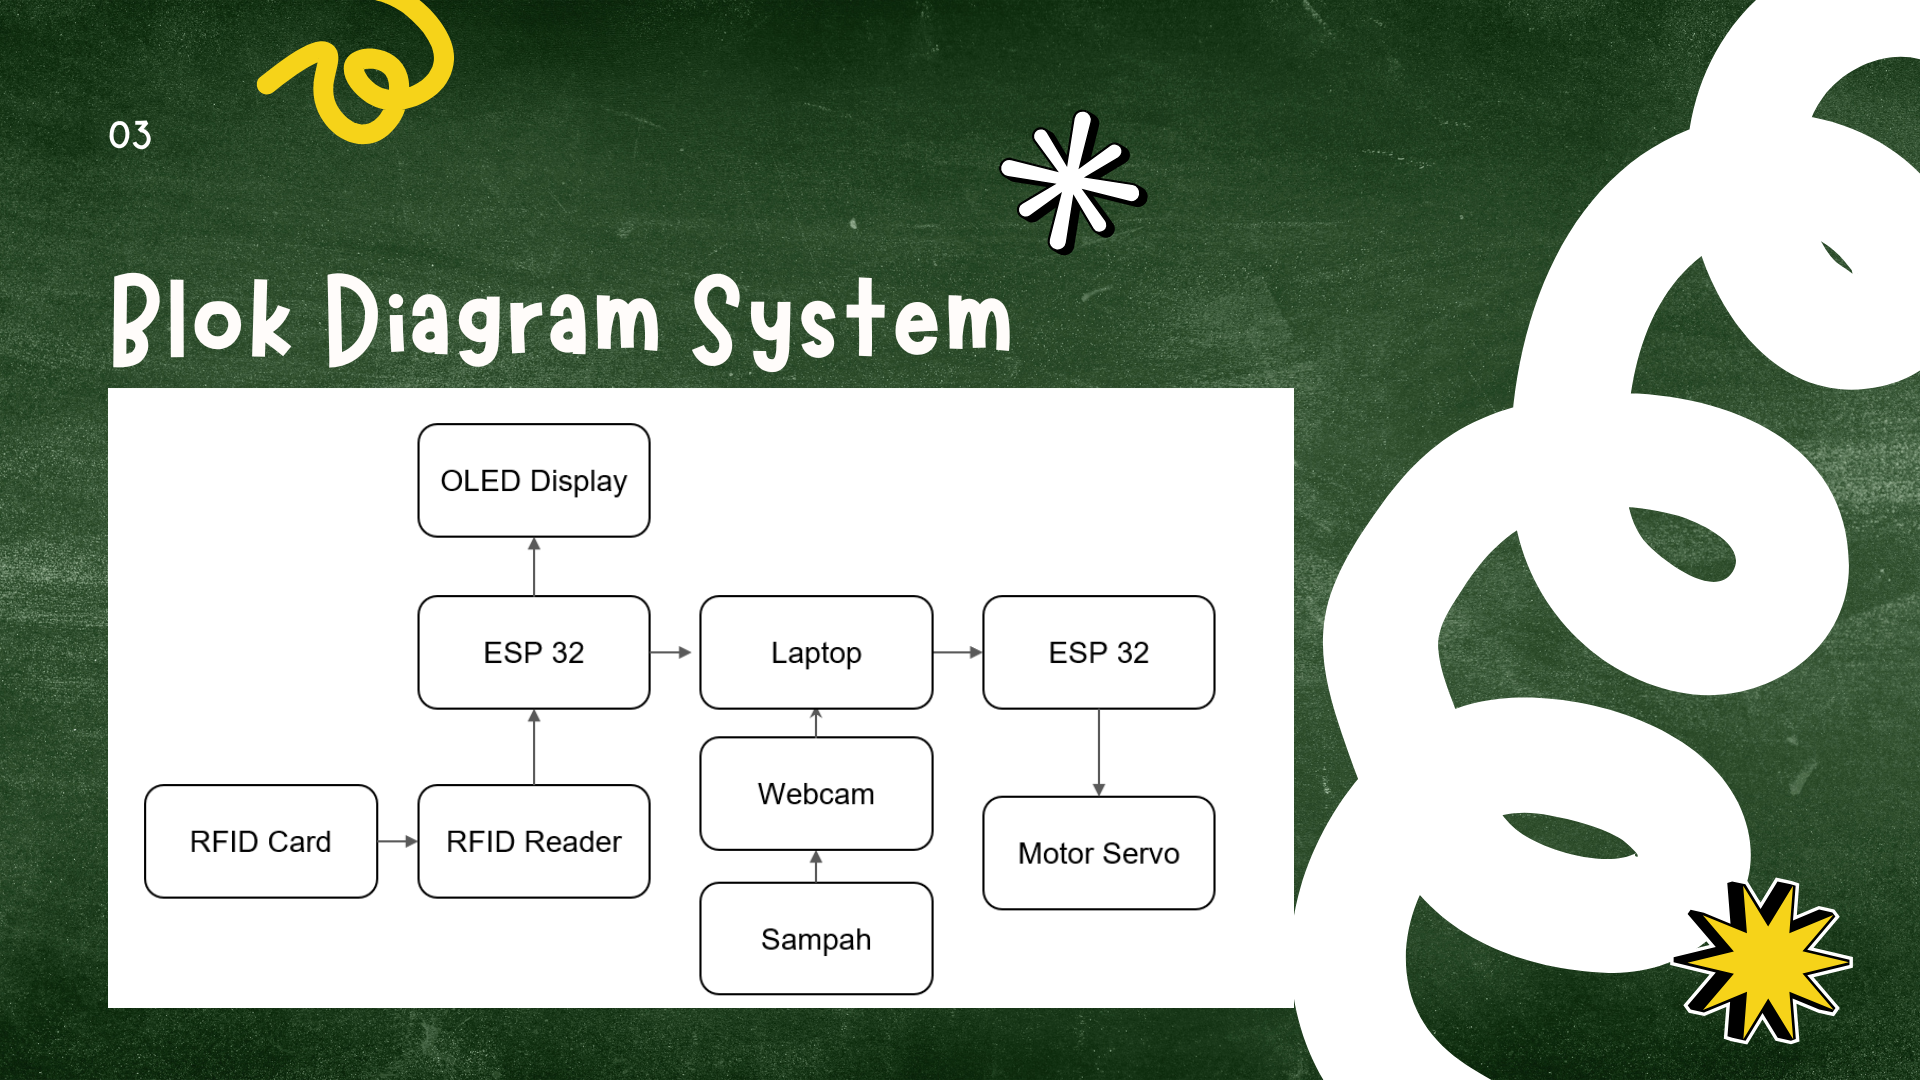 03
Blok Diagram System
OLED Display
ESP 32
Laptop
ESP 32
RFID Card
RFID Reader
Webcam
Motor Servo
Sampah